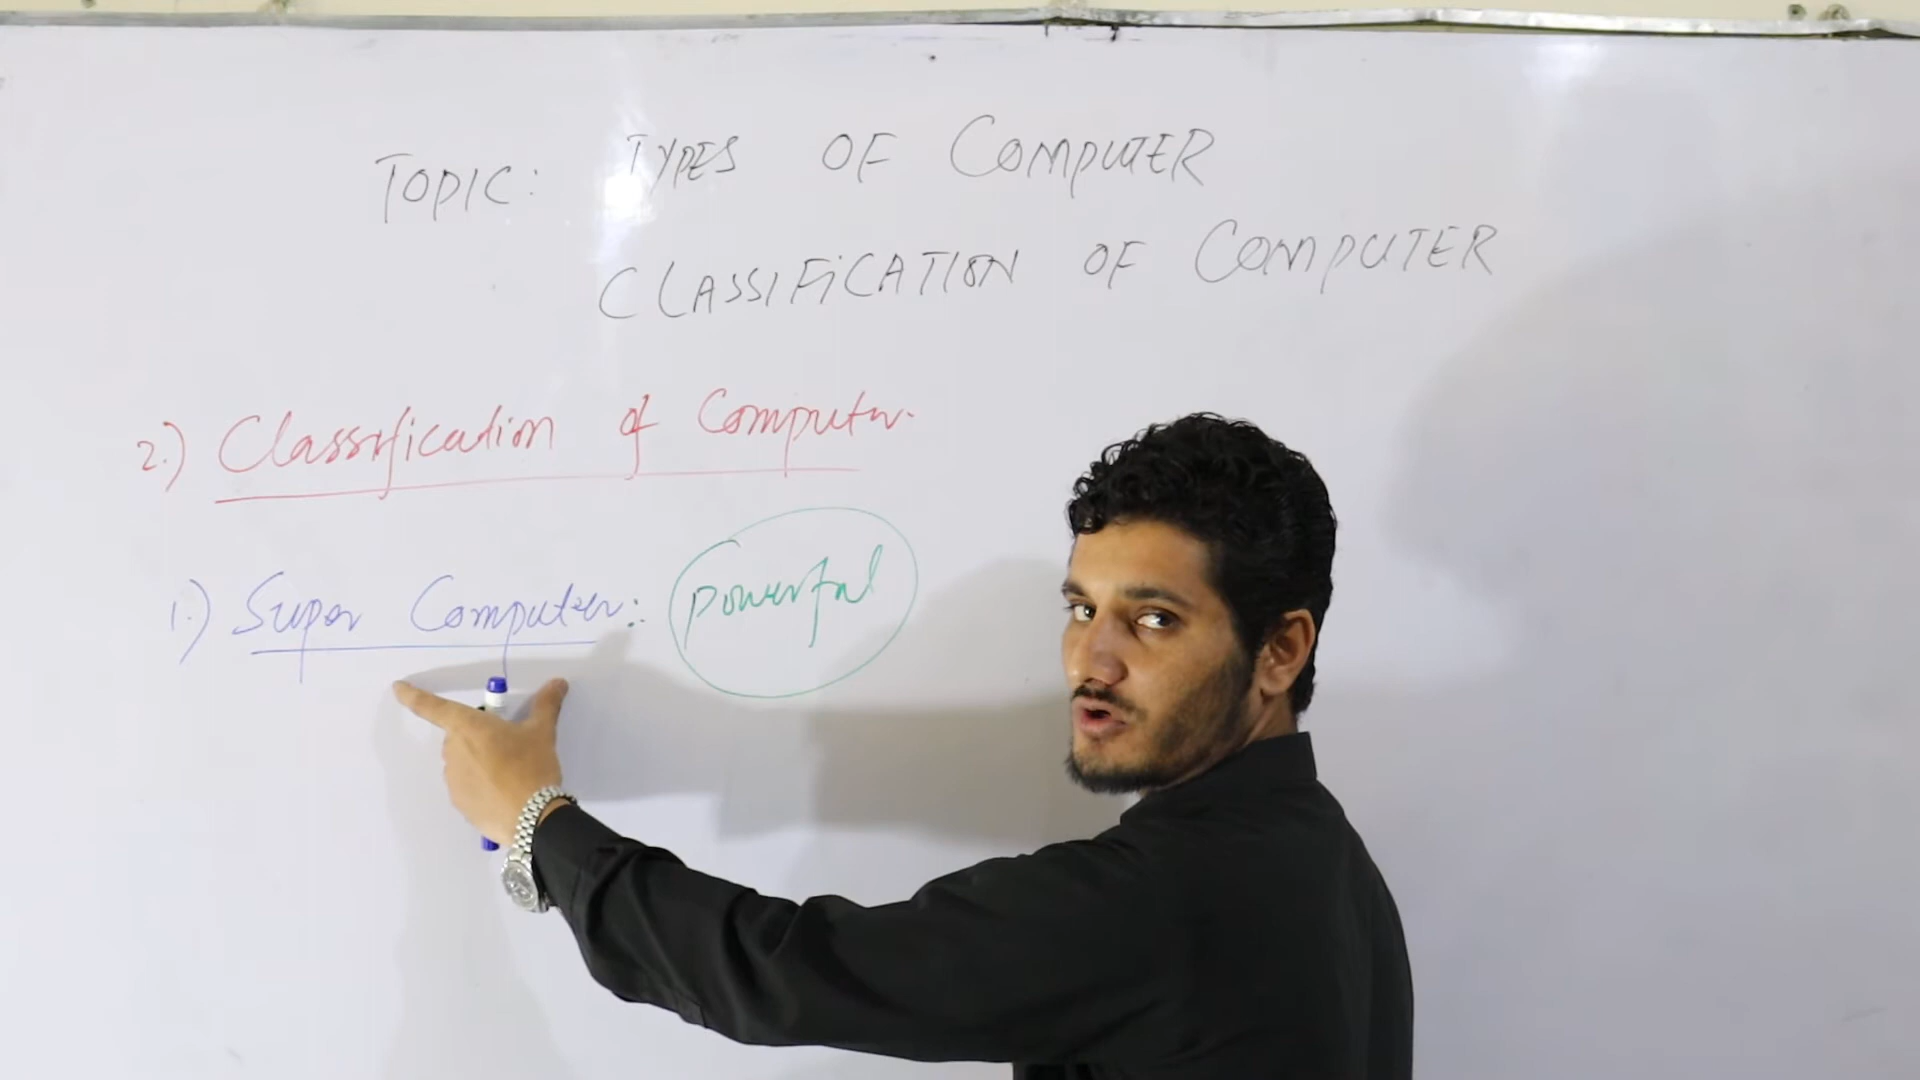 TOPIC: TYPES OF COMPUTER
CLASSIFICATION OF COMPUTER
2.) Classification of Computer.
1.) Super Computer: powerful